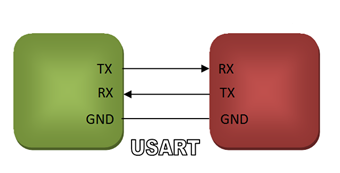 TX RX
RX TX
GND GND
USART